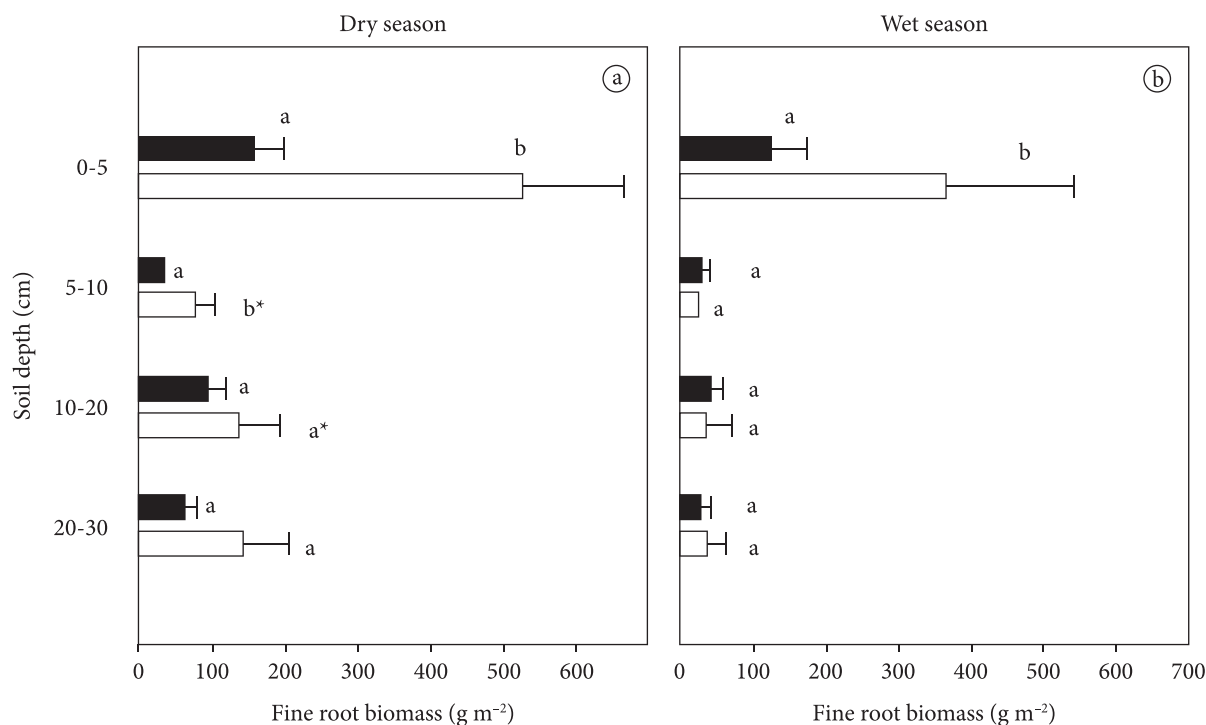 Dry season
Wet season
a
b
a
b
a
b
0-5
a
b*
a
a
5-10
a
a*
a
a
10-20
a
a
a
a
20-30
Soil depth (cm)
0 100 200 300 400 500 600
0 100 200 300 400 500 600 700
Fine root biomass (g m⁻²)
Fine root biomass (g m⁻²)